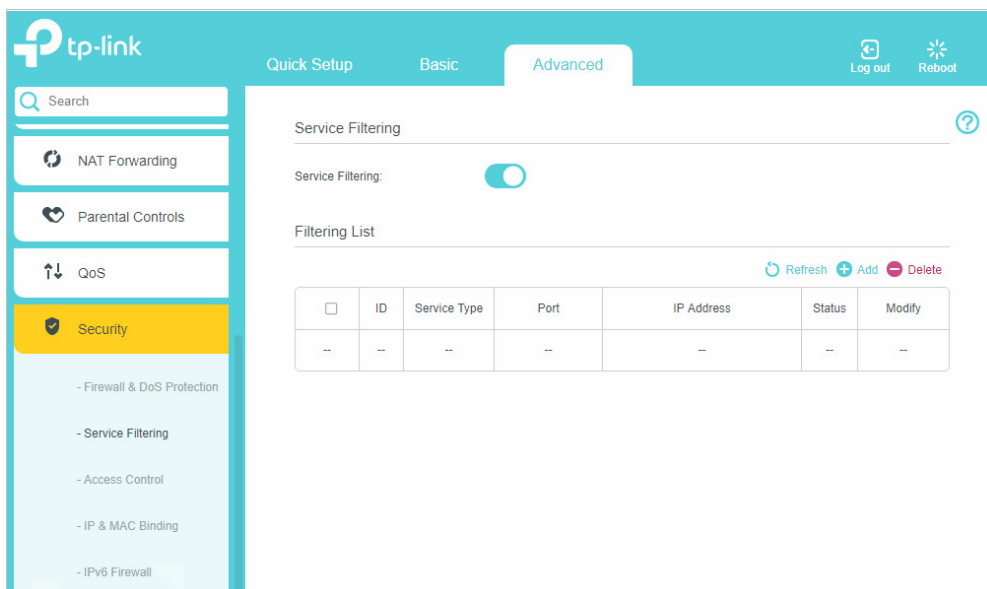 tp-link
Quick Setup
Basic
Advanced
Log out
Reboot
Search
NAT Forwarding
Parental Controls
QoS
Security
- Firewall & DoS Protection
- Service Filtering
- Access Control
- IP & MAC Binding
- IPv6 Firewall
Service Filtering
?
Service Filtering:
Filtering List
Refresh Add Delete
ID Service Type Port IP Address Status Modify
-- -- -- -- -- -- --